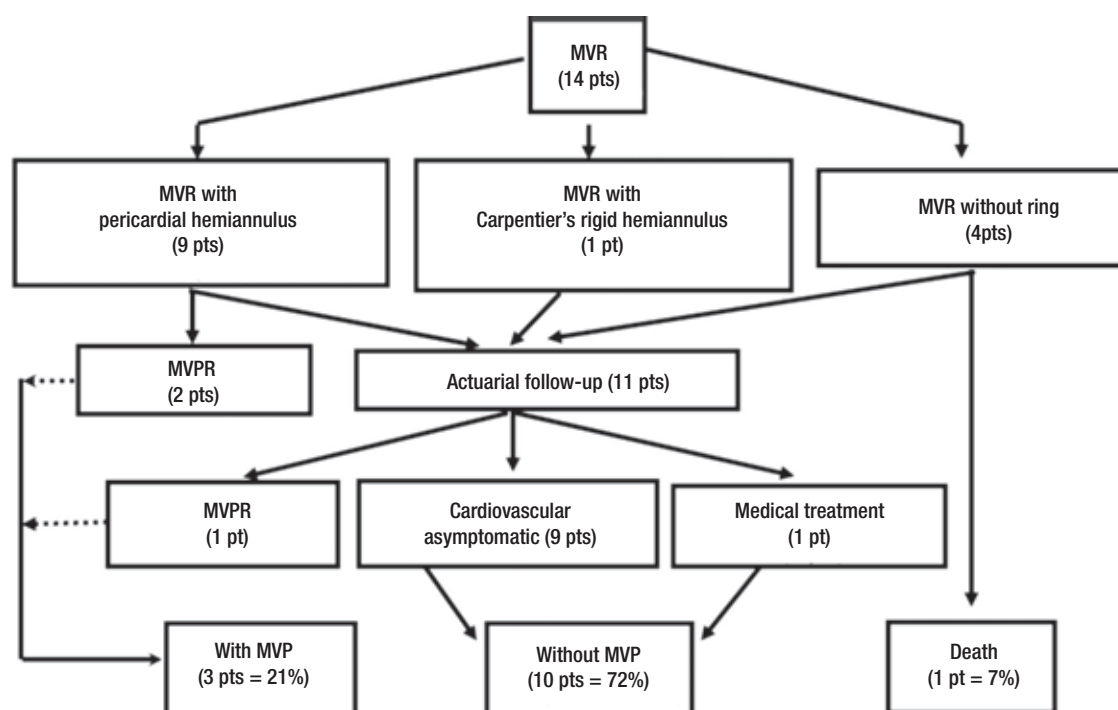 MVR
(14 pts)
MVR with
pericardial hemiannulus
(9 pts)
MVR with
Carpentier's rigid hemiannulus
(1 pt)
MVR without ring
(4pts)
MVPR
(2 pts)
Actuarial follow-up (11 pts)
MVPR
(1 pt)
Cardiovascular
asymptomatic (9 pts)
Medical treatment
(1 pt)
With MVP
(3 pts = 21%)
Without MVP
(10 pts = 72%)
Death
(1 pt = 7%)